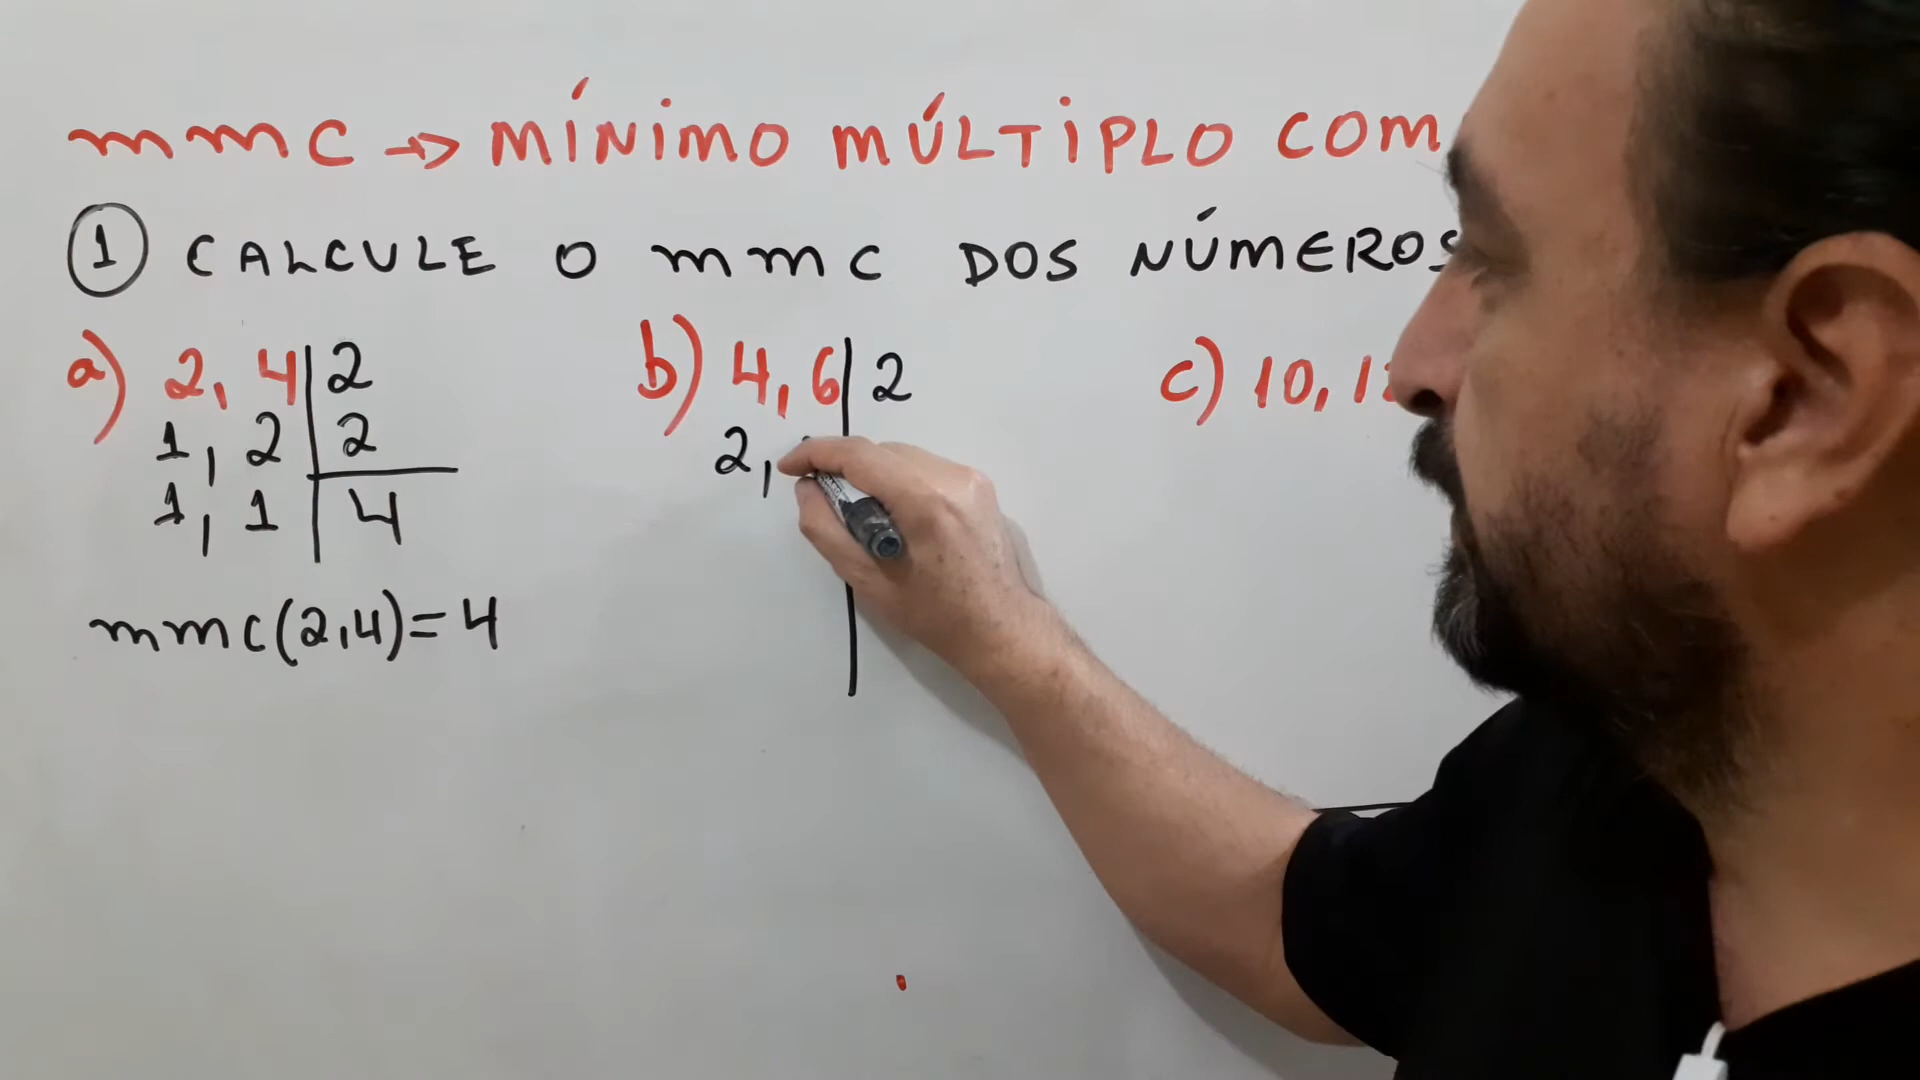 mmc → MÍNIMO MÚLTIPLO COM
1 CALCULE O mmc DOS NÚMEROS
a) 2, 4 | 2
1, 2 | 2
1, 1 | 4
mmc(2,4)=4
b) 4, 6 | 2
2,
c) 10,